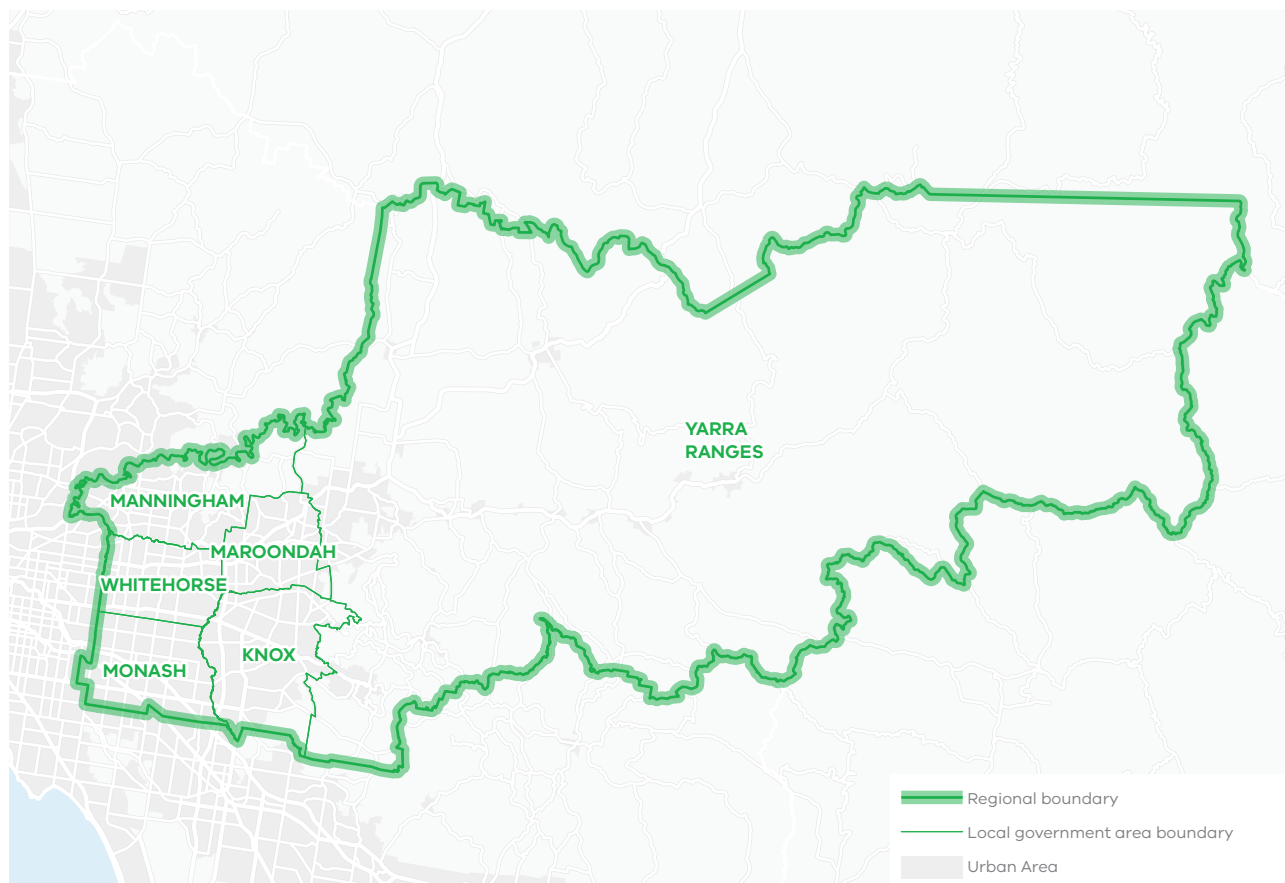 YARRA
RANGES
MANNINGHAM
MAROONDAH
WHITEHORSE
KNOX
MONASH
Regional boundary
Local government area boundary
Urban Area